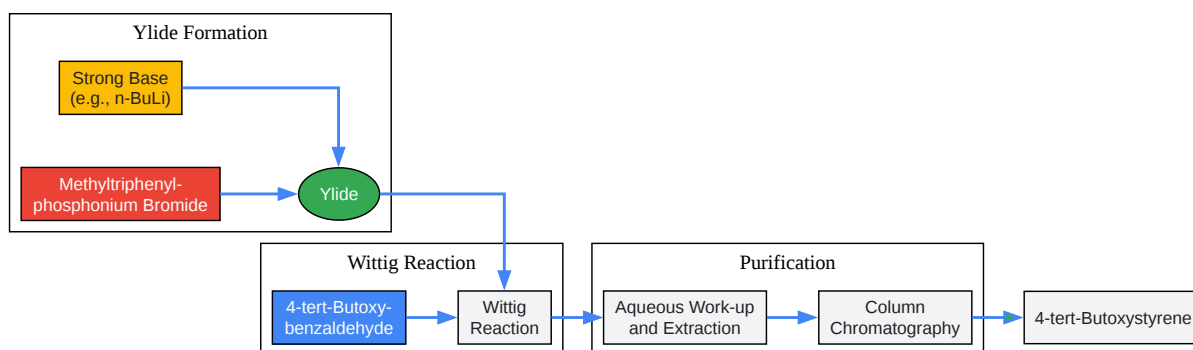 Ylide Formation
Strong Base
(e.g., n-BuLi)
Methyltriphenyl-
phosphonium Bromide
Ylide
Wittig Reaction
4-tert-Butoxy-
benzaldehyde
Wittig
Reaction
Purification
Aqueous Work-up
and Extraction
Column
Chromatography
4-tert-Butoxystyrene